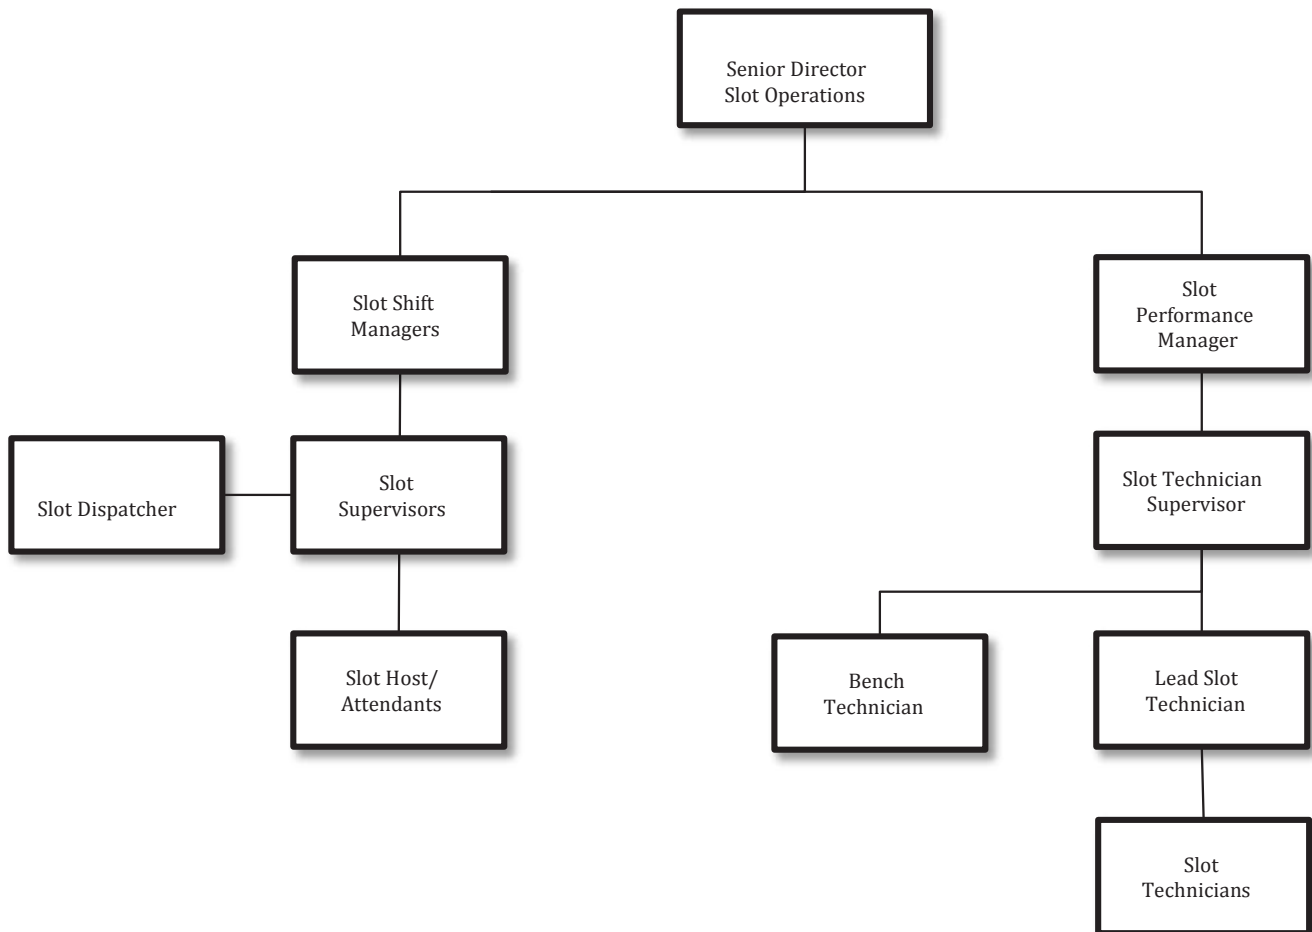 Senior Director
Slot Operations
Slot Shift
Managers
Slot
Performance
Manager
Slot Dispatcher
Slot
Supervisors
Slot Technician
Supervisor
Slot Host/
Attendants
Bench
Technician
Lead Slot
Technician
Slot
Technicians